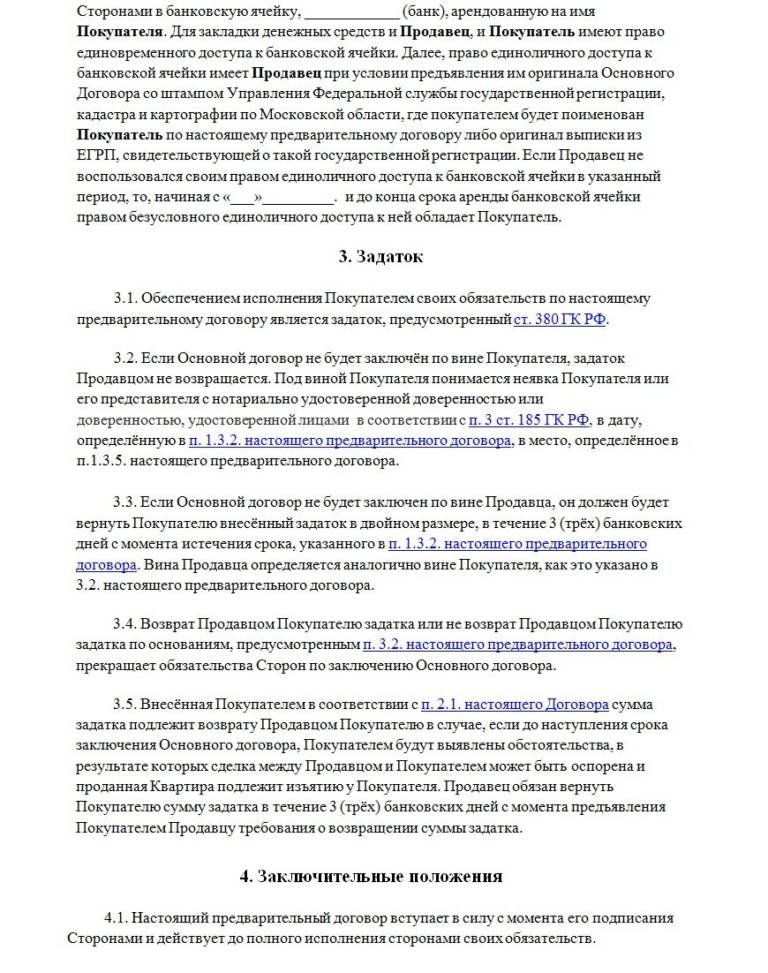 Сторонами в банковскую ячейку, ____________ (банк), арендованную на имя
Покупателя. Для закладки денежных средств и Продавец, и Покупатель имеют право
единовременного доступа к банковской ячейки. Далее, право единоличного доступа к
банковской ячейки имеет Продавец при условии предъявления им оригинала Основного
Договора со штампом Управления Федеральной службы государственной регистрации,
кадастра и картографии по Московской области, где покупателем будет поименован
Покупатель по настоящему предварительному договору либо оригинал выписки из
ЕГРП, свидетельствующей о такой государственной регистрации. Если Продавец не
воспользовался своим правом единоличного доступа к банковской ячейки в указанный
период, то, начиная с «___»_________. и до конца срока аренды банковской ячейки
правом безусловного единоличного доступа к ней обладает Покупатель.
3. Задаток
3.1. Обеспечением исполнения Покупателем своих обязательств по настоящему
предварительному договору является задаток, предусмотренный ст. 380 ГК РФ.
3.2. Если Основной договор не будет заключён по вине Покупателя, задаток
Продавцом не возвращается. Под виной Покупателя понимается неявка Покупателя или
его представителя с нотариально удостоверенной доверенностью или
доверенностью, удостоверенной лицами в соответствии с п. 3 ст. 185 ГК РФ, в дату,
определённую в п. 1.3.2. настоящего предварительного договора, в место, определённое в
п.1.3.5. настоящего предварительного договора.
3.3. Если Основной договор не будет заключен по вине Продавца, он должен будет
вернуть Покупателю внесённый задаток в двойном размере, в течение 3 (трёх) банковских
дней с момента истечения срока, указанного в п. 1.3.2. настоящего предварительного
договора. Вина Продавца определяется аналогично вине Покупателя, как это указано в
3.2. настоящего предварительного договора.
3.4. Возврат Продавцом Покупателю задатка или не возврат Продавцом Покупателю
задатка по основаниям, предусмотренным п. 3.2. настоящего предварительного договора,
прекращает обязательства Сторон по заключению Основного договора.
3.5. Внесённая Покупателем в соответствии с п. 2.1. настоящего Договора сумма
задатка подлежит возврату Продавцом Покупателю в случае, если до наступления срока
заключения Основного договора, Покупателем будут выявлены обстоятельства, в
результате которых сделка между Продавцом и Покупателем может быть оспорена и
проданная Квартира подлежит изъятию у Покупателя. Продавец обязан вернуть
Покупателю сумму задатка в течение 3 (трёх) банковских дней с момента предъявления
Покупателем Продавцу требования о возвращении суммы задатка.
4. Заключительные положения
4.1. Настоящий предварительный договор вступает в силу с момента его подписания
Сторонами и действует до полного исполнения сторонами своих обязательств.